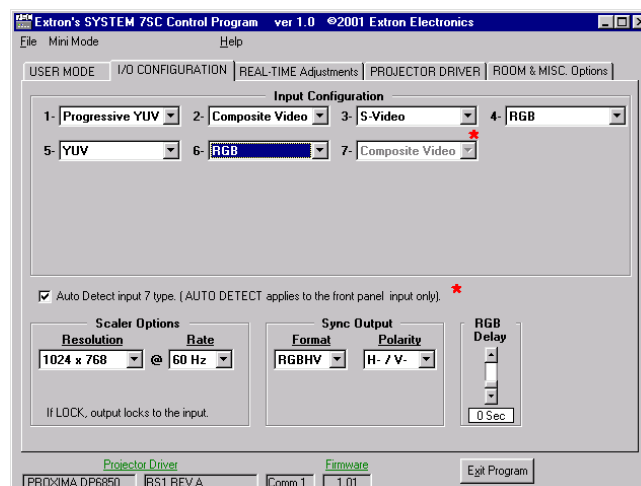 7SC Extron's SYSTEM 7SC Control Program ver 1.0 ©2001 Extron Electronics
File Mini Mode Help
USER MODE I/O CONFIGURATION REAL-TIME Adjustments PROJECTOR DRIVER ROOM & MISC. Options
Input Configuration
1- Progressive YUV 2- Composite Video 3- S-Video 4- RGB
*
5- YUV 6- RGB 7- Composite Video
Auto Detect input 7 type. ( AUTO DETECT applies to the front panel input only). *
Scaler Options Sync Output RGB
Resolution Rate Format Polarity Delay
1024 x 768 @ 60 Hz RGBHV H- / V-
If LOCK, output locks to the input. 0 Sec
Projector Driver Firmware
PROXIMA DP6850 RS1 REV.A Comm 1 1.01 Exit Program